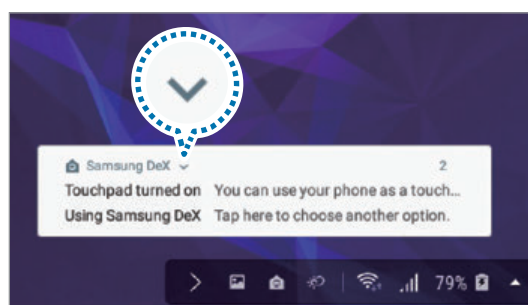 Samsung DeX 2
Touchpad turned on You can use your phone as a touch...
Using Samsung DeX Tap here to choose another option.
79%